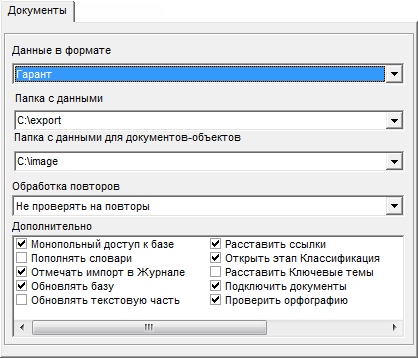 Документы
Данные в формате
Гарант
Папка с данными
C:\export
Папка с данными для документов-объектов
C:\image
Обработка повторов
Не проверять на повторы
Дополнительно
Монопольный доступ к базе
Пополнять словари
Отмечать импорт в Журнале
Обновлять базу
Обновлять текстовую часть
Расставить ссылки
Открыть этап Классификация
Расставить Ключевые темы
Подключить документы
Проверить орфографию